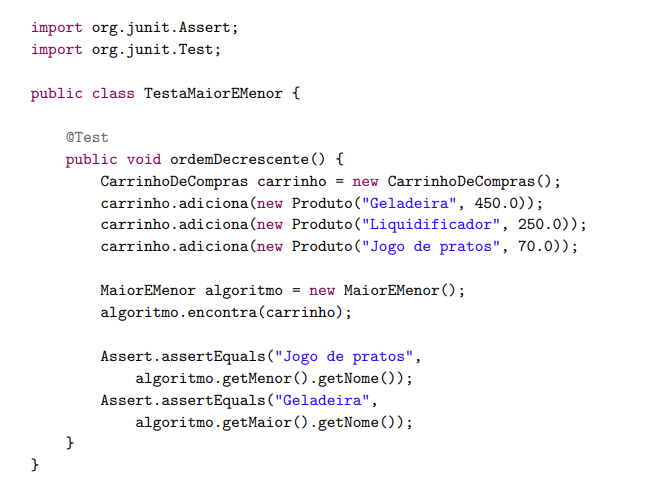 import org.junit.Assert;
import org.junit.Test;
public class TestaMaiorEMenor {
@Test
public void ordemDecrescente() {
CarrinhoDeCompras carrinho = new CarrinhoDeCompras();
carrinho.adiciona(new Produto("Geladeira", 450.0));
carrinho.adiciona(new Produto("Liquidificador", 250.0));
carrinho.adiciona(new Produto("Jogo de pratos", 70.0));
MaiorEMenor algoritmo = new MaiorEMenor();
algoritmo.encontra(carrinho);
Assert.assertEquals("Jogo de pratos",
algoritmo.getMenor().getNome());
Assert.assertEquals("Geladeira",
algoritmo.getMaior().getNome());
}
}